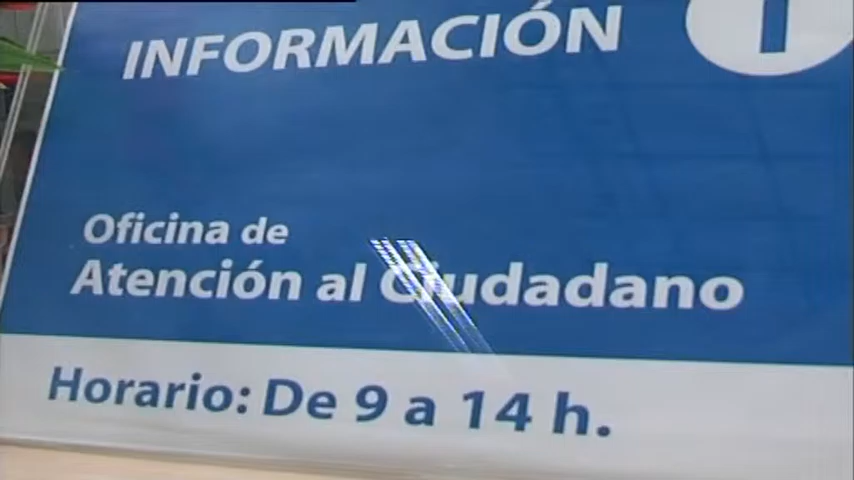 INFORMACIÓN
i
Oficina de
Atención al Ciudadano
Horario: De 9 a 14 h.